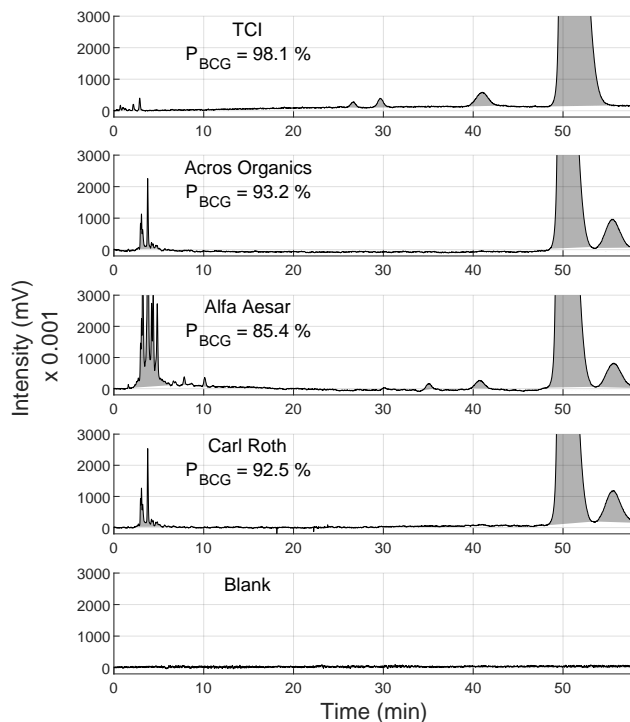 TCI
P_BCG = 98.1 %
3000
2000
1000
0
0 10 20 30 40 50
Acros Organics
P_BCG = 93.2 %
3000
2000
1000
0
0 10 20 30 40 50
Alfa Aesar
P_BCG = 85.4 %
3000
2000
1000
0
0 10 20 30 40 50
Carl Roth
P_BCG = 92.5 %
3000
2000
1000
0
0 10 20 30 40 50
Blank
3000
2000
1000
0
0 10 20 30 40 50
Intensity (mV)
x 0.001
Time (min)